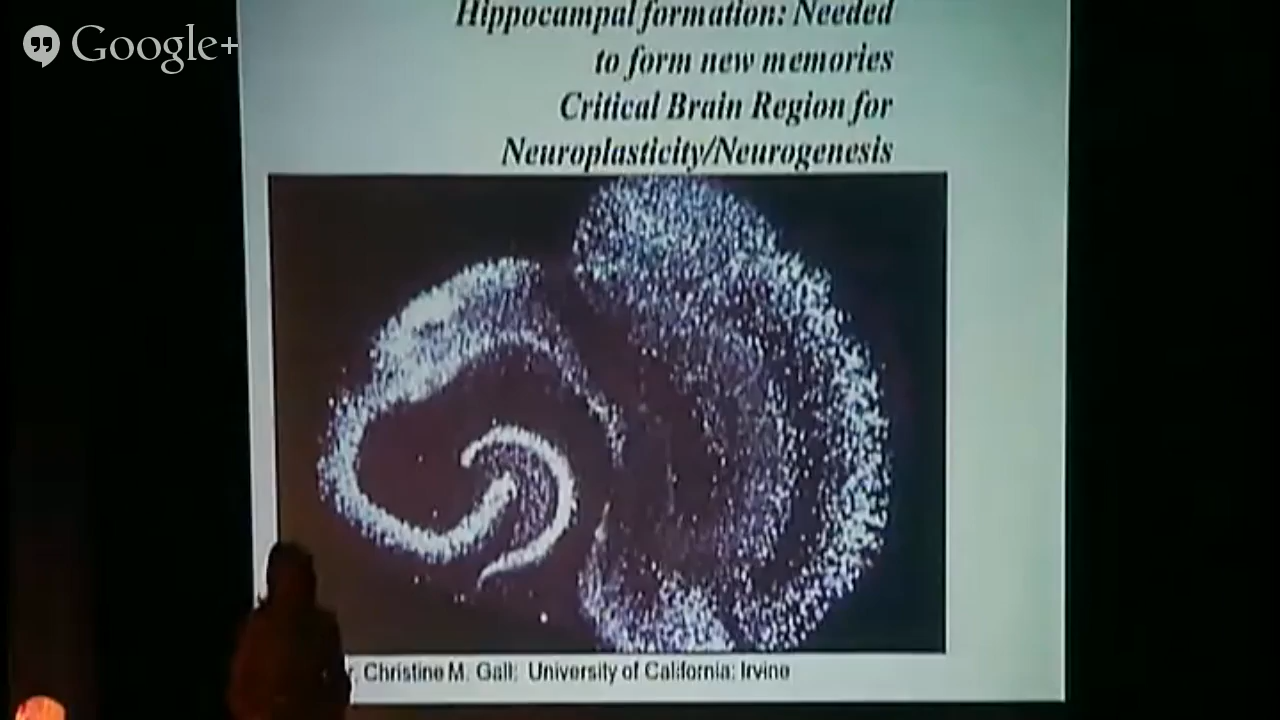 Google+
Hippocampal formation: Needed
to form new memories
Critical Brain Region for
Neuroplasticity/Neurogenesis
Christine M. Gall; University of California; Irvine